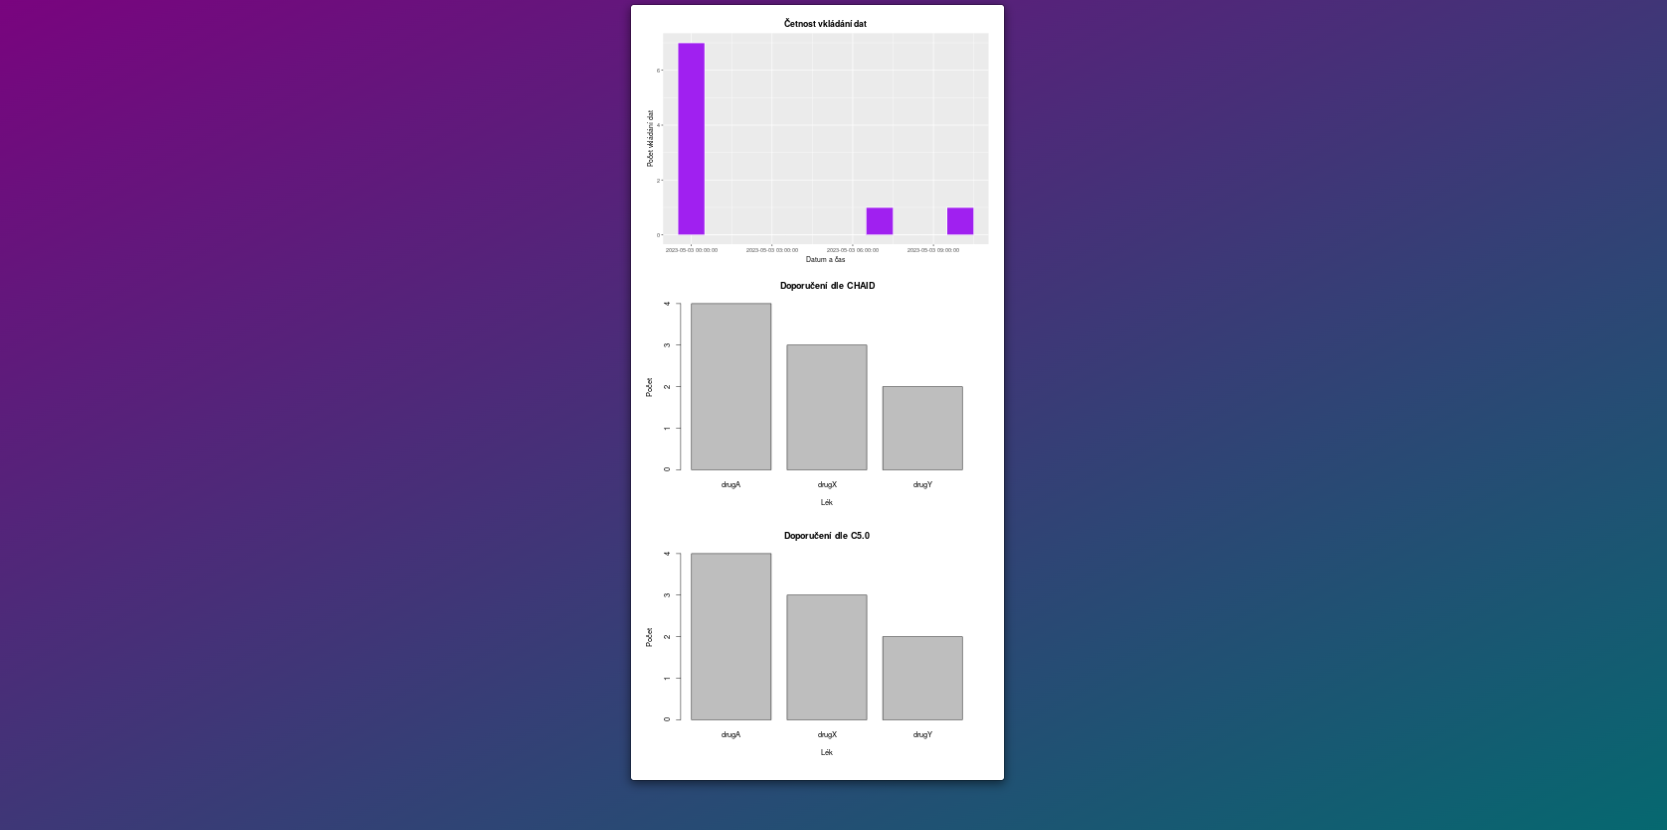 Četnost vkládání dat
Počet vkládání dat
6
4
2
0
2023-05-03 00:00:00 2023-05-03 03:00:00 2023-05-03 06:00:00 2023-05-03 09:00:00
Datum a čas
Doporučení dle CHAID
Počet
4
3
2
1
0
drugA drugX drugY
Lék
Doporučení dle C5.0
Počet
4
3
2
1
0
drugA drugX drugY
Lék